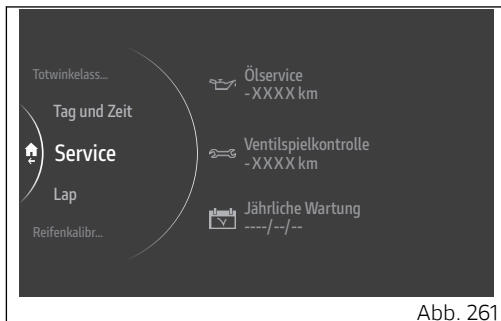 Totwinkelass...
Tag und Zeit
Service
Lap
Reifenkalibr...
Ölservice
-XXXX km
Ventilspielkontrolle
-XXXX km
Jährliche Wartung
----/--/--
Abb. 261